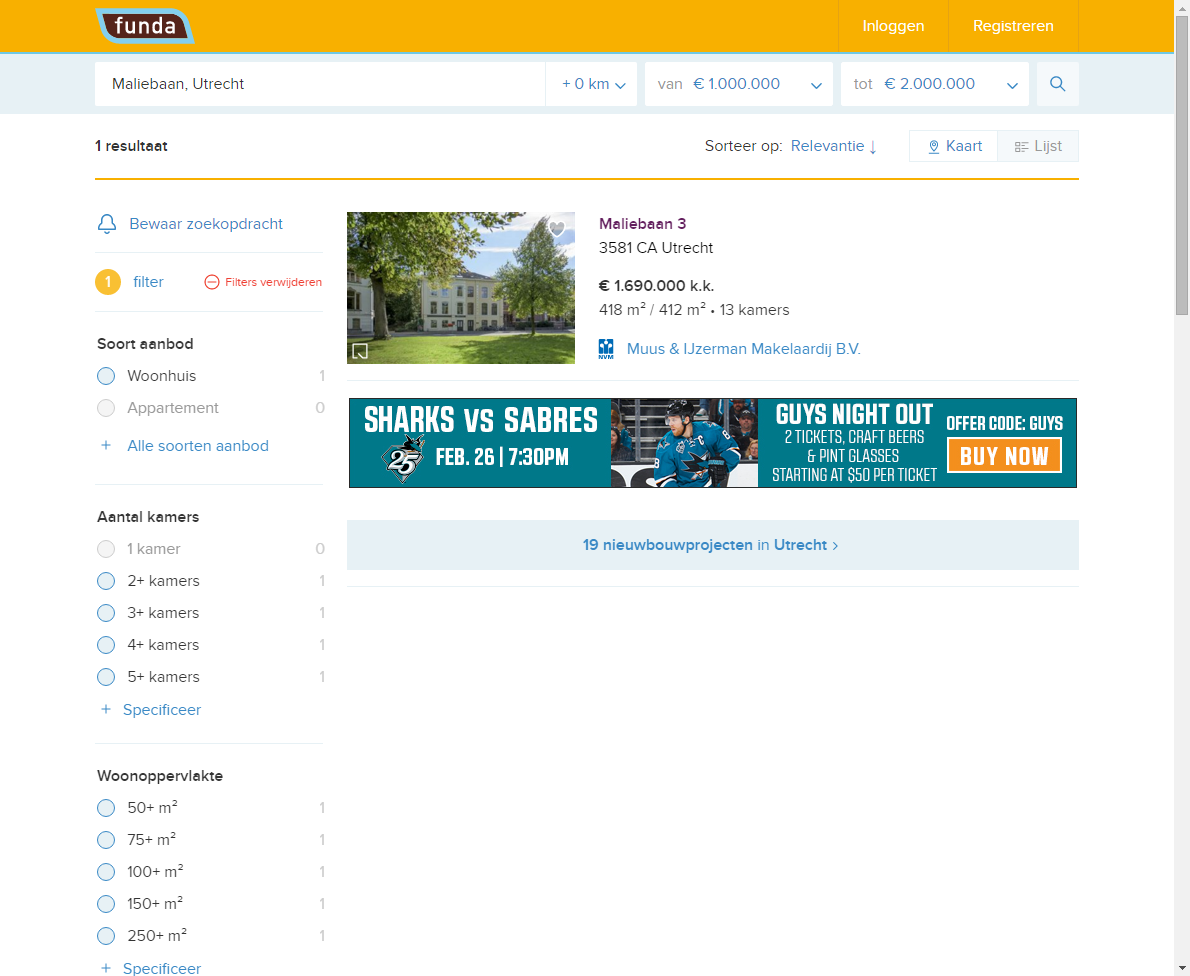 funda
Inloggen
Registreren
Maliebaan, Utrecht
+ 0 km
van € 1.000.000
tot € 2.000.000
1 resultaat
Sorteer op: Relevantie ↓
Kaart
Lijst
Bewaar zoekopdracht
1 filter
Filters verwijderen
Soort aanbod
Woonhuis 1
Appartement 0
+ Alle soorten aanbod
Aantal kamers
1 kamer 0
2+ kamers 1
3+ kamers 1
4+ kamers 1
5+ kamers 1
+ Specificeer
Woonoppervlakte
50+ m² 1
75+ m² 1
100+ m² 1
150+ m² 1
250+ m² 1
+ Specificeer
Maliebaan 3
3581 CA Utrecht
€ 1.690.000 k.k.
418 m² / 412 m² • 13 kamers
NVM
Muus & IJzerman Makelaardij B.V.
SHARKS VS SABRES
25
FEB. 26 | 7:30PM
GUYS NIGHT OUT
2 TICKETS, CRAFT BEERS
& PINT GLASSES
STARTING AT $50 PER TICKET
OFFER CODE: GUYS
BUY NOW
19 nieuwbouwprojecten in Utrecht ›